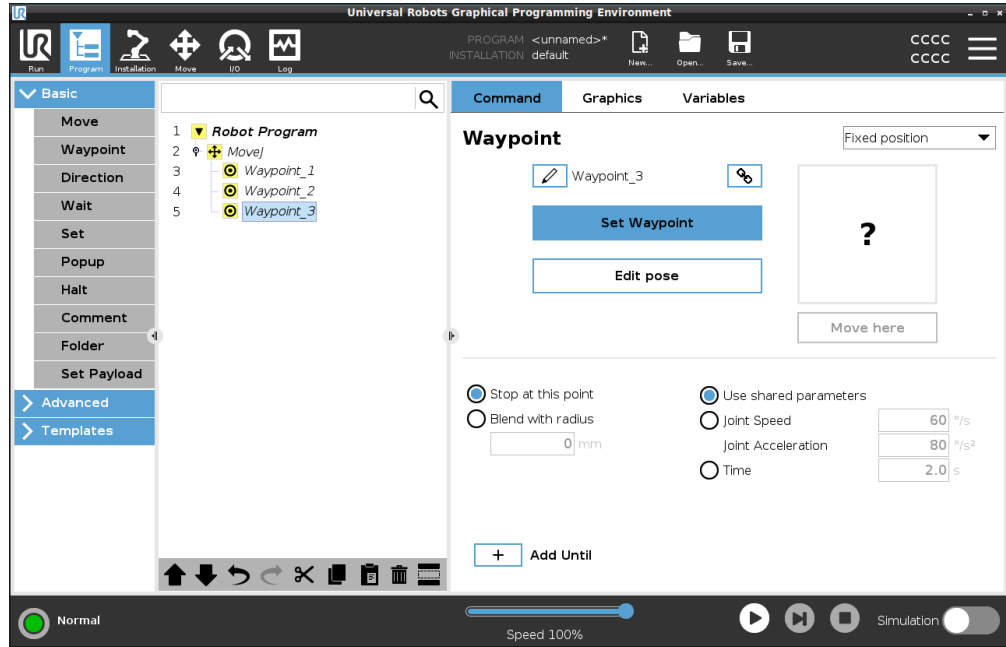 Universal Robots Graphical Programming Environment
PROGRAM <unnamed>*
INSTALLATION default
Run Program Installation Move I/O Log
New... Open... Save...
CCCC
CCCC
Basic
Move
Waypoint
Direction
Wait
Set
Popup
Halt
Comment
Folder
Set Payload
Advanced
Templates
1 Robot Program
2 MoveJ
3 Waypoint_1
4 Waypoint_2
5 Waypoint_3
Command Graphics Variables
Waypoint
Fixed position
Waypoint_3
Set Waypoint
Edit pose
?
Move here
Stop at this point
Blend with radius
0 mm
Use shared parameters
Joint Speed 60 °/s
Joint Acceleration 80 °/s²
Time 2.0 s
+ Add Until
Normal
Speed 100%
Simulation